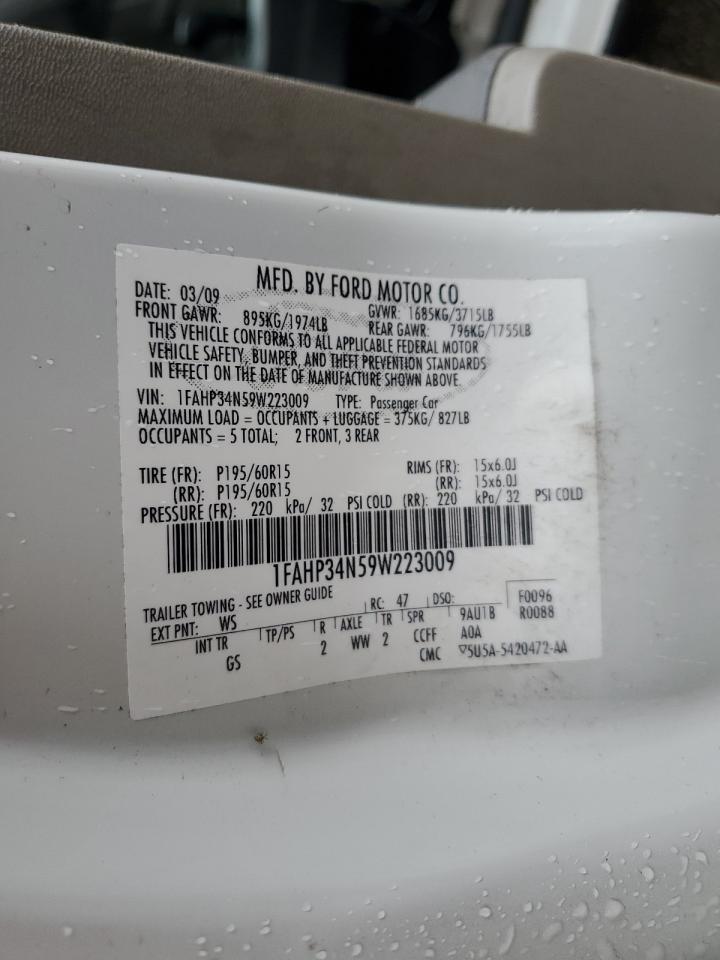 MFD. BY FORD MOTOR CO.
DATE: 03/09 GVWR: 1685KG/3715LB
FRONT GAWR: 895KG/1974LB REAR GAWR: 796KG/1755LB
THIS VEHICLE CONFORMS TO ALL APPLICABLE FEDERAL MOTOR
VEHICLE SAFETY, BUMPER, AND THEFT PREVENTION STANDARDS
IN EFFECT ON THE DATE OF MANUFACTURE SHOWN ABOVE.
VIN: 1FAHP34N59W223009 TYPE: Passenger Car
MAXIMUM LOAD = OCCUPANTS + LUGGAGE = 375KG/ 827LB
OCCUPANTS = 5 TOTAL; 2 FRONT, 3 REAR
TIRE (FR): P195/60R15 RIMS (FR): 15x6.0J
(RR): P195/60R15 (RR): 15x6.0J
PRESSURE (FR): 220 kPa/ 32 PSI COLD (RR): 220 kPa/ 32 PSI COLD
1FAHP34N59W223009
TRAILER TOWING - SEE OWNER GUIDE RC: 47 DSO: F0096
EXT PNT: WS 9AU1B R0088
INT TR TP/PS R AXLE TR SPR AOA
GS 2 WW 2 CCFF
CMC ▽5U5A-5420472-AA